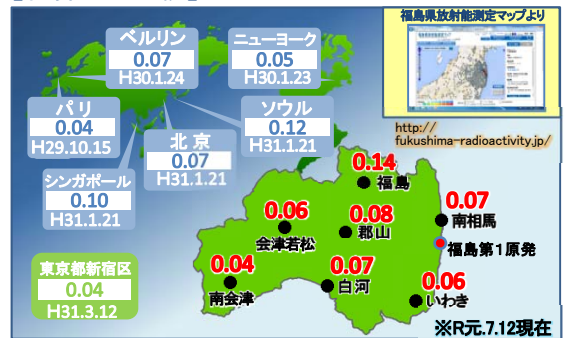 福島県放射能測定マップより
ベルリン
0.07
H30.1.24
ニューヨーク
0.05
H30.1.23
パリ
0.04
H29.10.15
ソウル
0.12
H31.1.21
北京
0.07
H31.1.21
シンガポール
0.10
H31.1.21
http://
fukushima-radioactivity.jp/
0.14
福島
0.07
南相馬
0.06
会津若松
0.08
郡山
福島第1原発
東京都新宿区
0.04
H31.3.12
0.04
南会津
0.07
白河
0.06
いわき
※R元.7.12現在